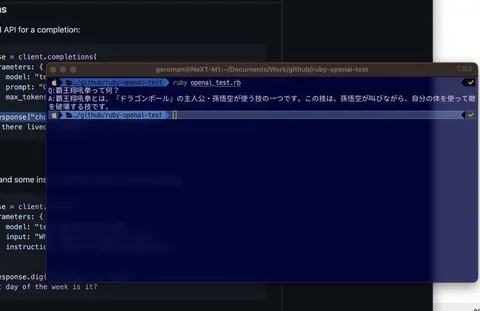 ns
l API for a completion:
se = client.completions(
rameters: {
model: "te
prompt: "O
max_token
esponse["cho
there lived
and some ins
se = client.
rameters: {
model: "te
input: "Wh
instruction
esponse.dig(
t day of the week is it?
goroman@NeXT-M1:~/Documents/Work/github/ruby-openai-test
⌥⌘3
~/github/ruby-openai-test ruby openai_test.rb
Q:覇王翔吼拳って何？
A:覇王翔吼拳とは、『ドラゴンボール』の主人公・孫悟空が使う技の一つです。この技は、孫悟空が叫びながら、自分の体を使って敵
を破壊する技です。
~/github/ruby-openai-test